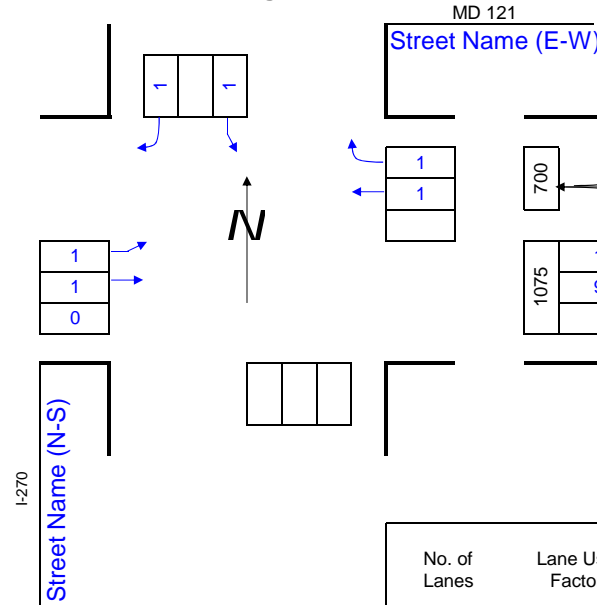 MD 121
Street Name (E-W)
1 1
1
1
700
N
1
1
0
1075
Street Name (N-S)
I-270
No. of
Lanes
Lane